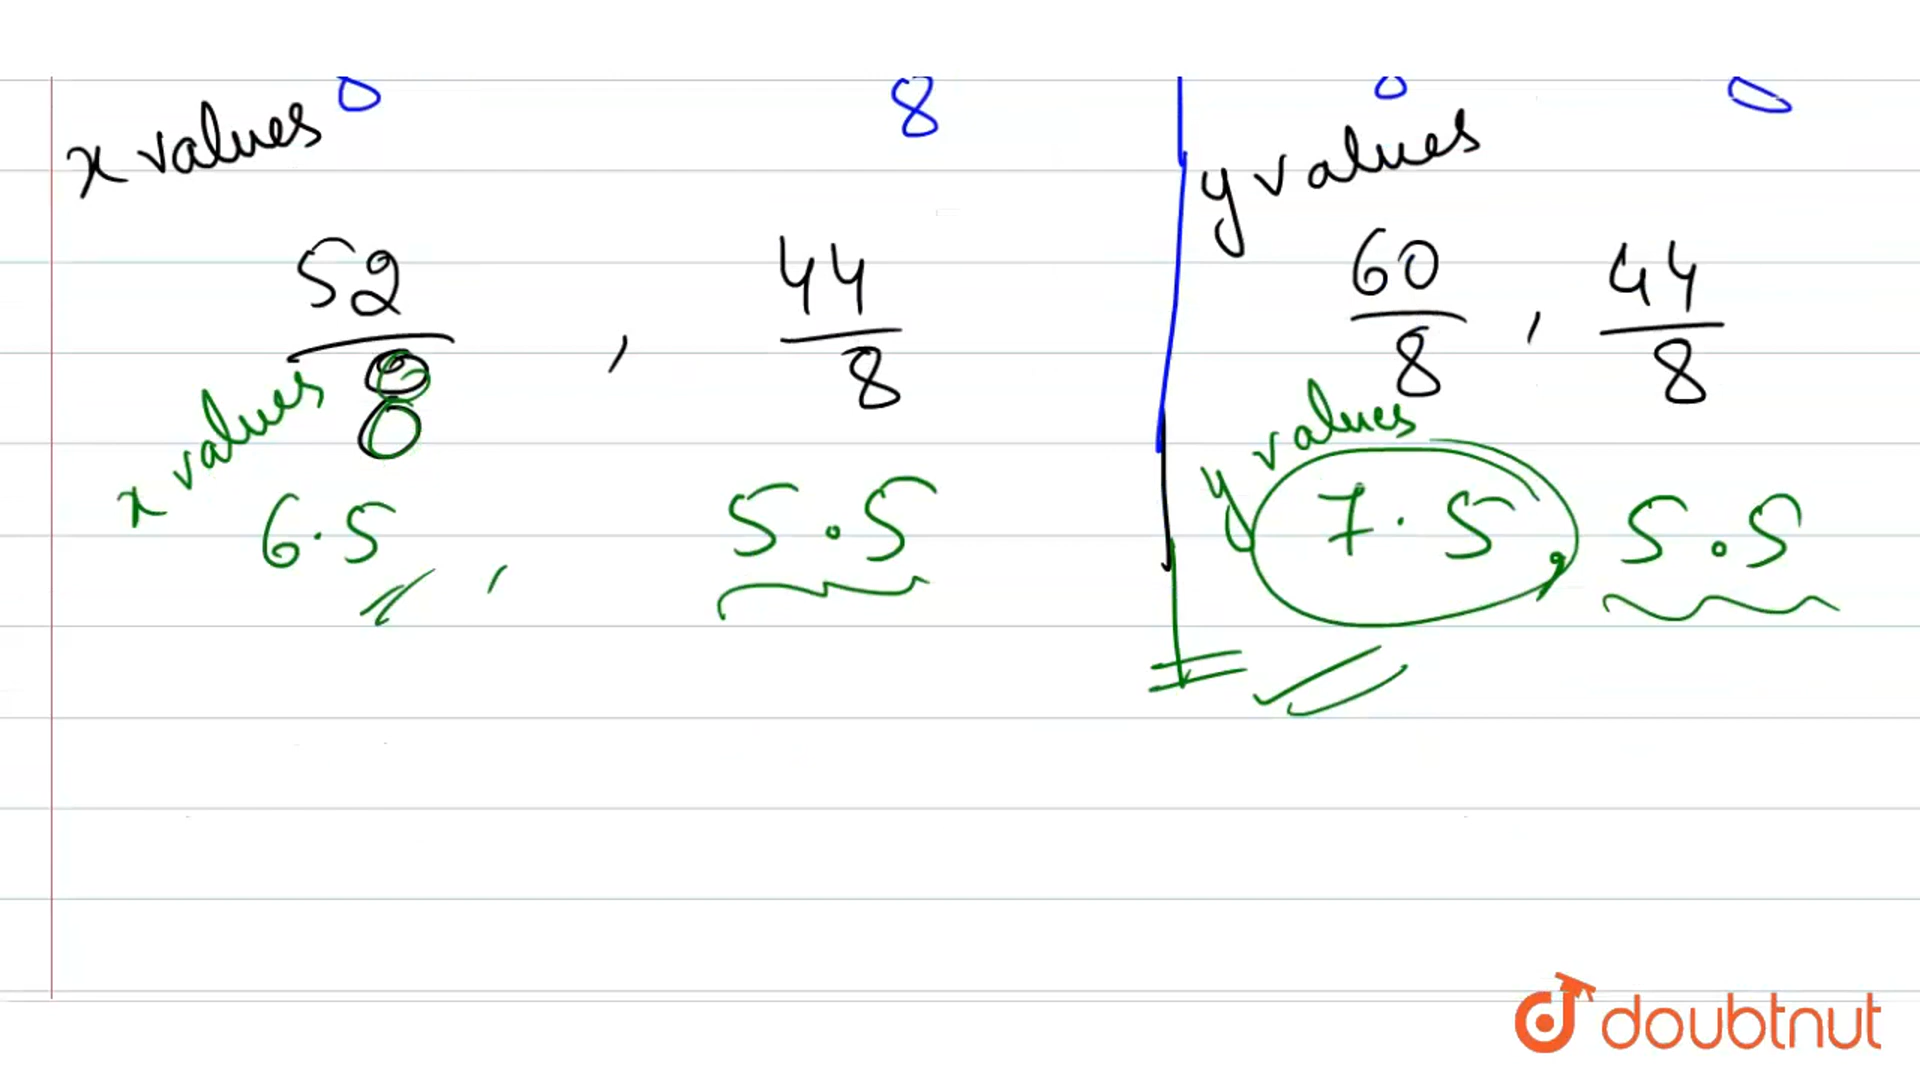 8
x values
y values
52/8 , 44/8
60/8 , 44/8
x values
y values
6.5 , 5.5
7.5, 5.5
doubtnut